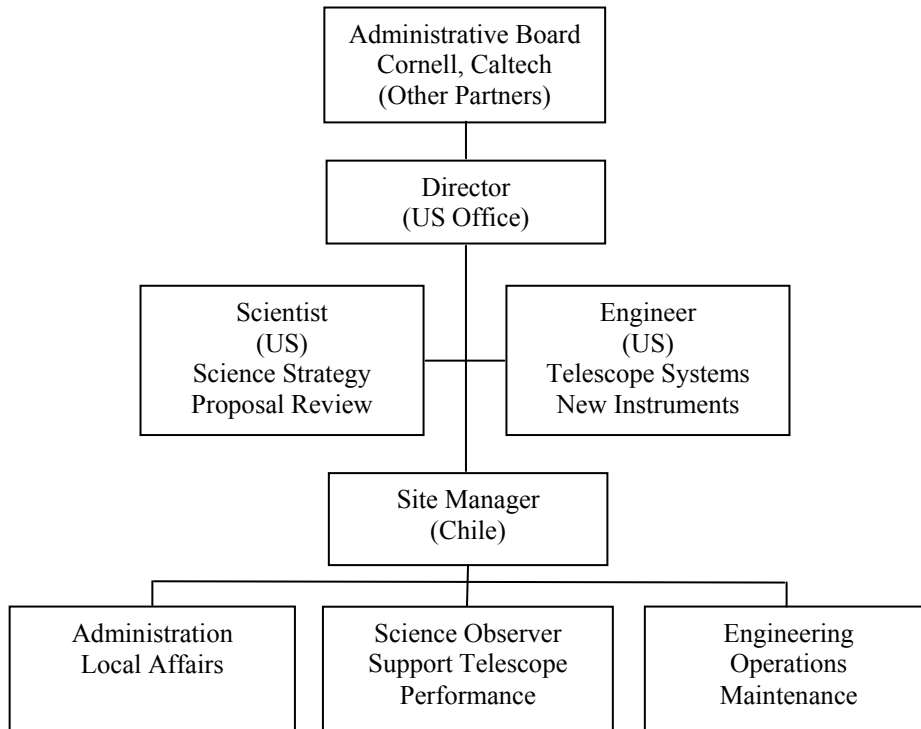 Administrative Board
Cornell, Caltech
(Other Partners)
Director
(US Office)
Scientist
(US)
Science Strategy
Proposal Review
Engineer
(US)
Telescope Systems
New Instruments
Site Manager
(Chile)
Administration
Local Affairs
Science Observer
Support Telescope
Performance
Engineering
Operations
Maintenance